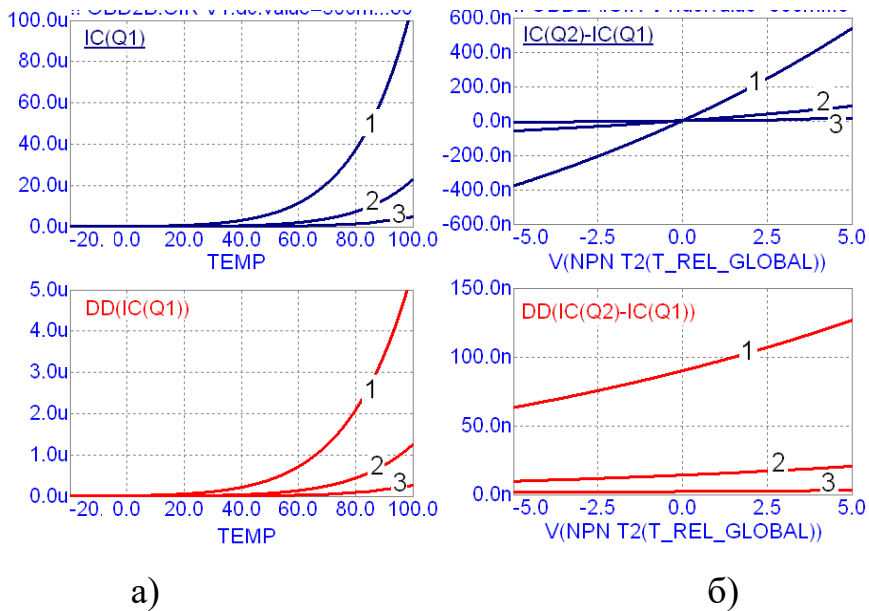 100.0u
IC(Q1)
80.0u
60.0u
40.0u
20.0u
0.0u
1
2
3
-20. 0.0 20.0 40.0 60.0 80.0 100.0
TEMP
600.0n
IC(Q2)-IC(Q1)
400.0n
200.0n
0.0n
-200.0n
-400.0n
-600.0n
1
2
3
-5.0 -2.5 0.0 2.5 5.0
V(NPN T2(T_REL_GLOBAL))
5.0u
DD(IC(Q1))
4.0u
3.0u
2.0u
1.0u
0.0u
1
2
3
-20. 0.0 20.0 40.0 60.0 80.0 100.0
TEMP
150.0n
DD(IC(Q2)-IC(Q1))
100.0n
50.0n
0.0n
1
2
3
-5.0 -2.5 0.0 2.5 5.0
V(NPN T2(T_REL_GLOBAL))
а)
б)